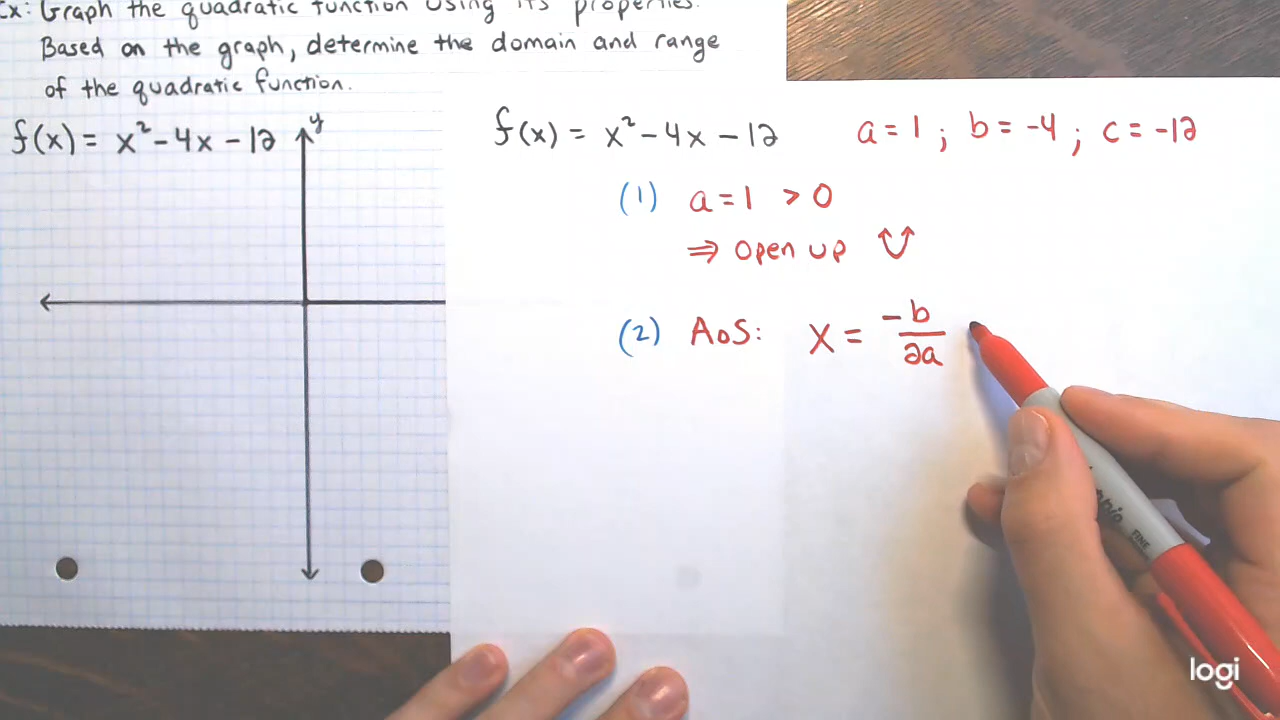 Ex: Graph the quadratic function using its properties.
Based on the graph, determine the domain and range
of the quadratic function.
f(x) = x² - 4x - 12
y
f(x) = x² - 4x - 12 a = 1 ; b = -4 ; c = -12
(1) a = 1 > 0
⇒ Open up
(2) AoS: x = -b/2a
FINE
logi